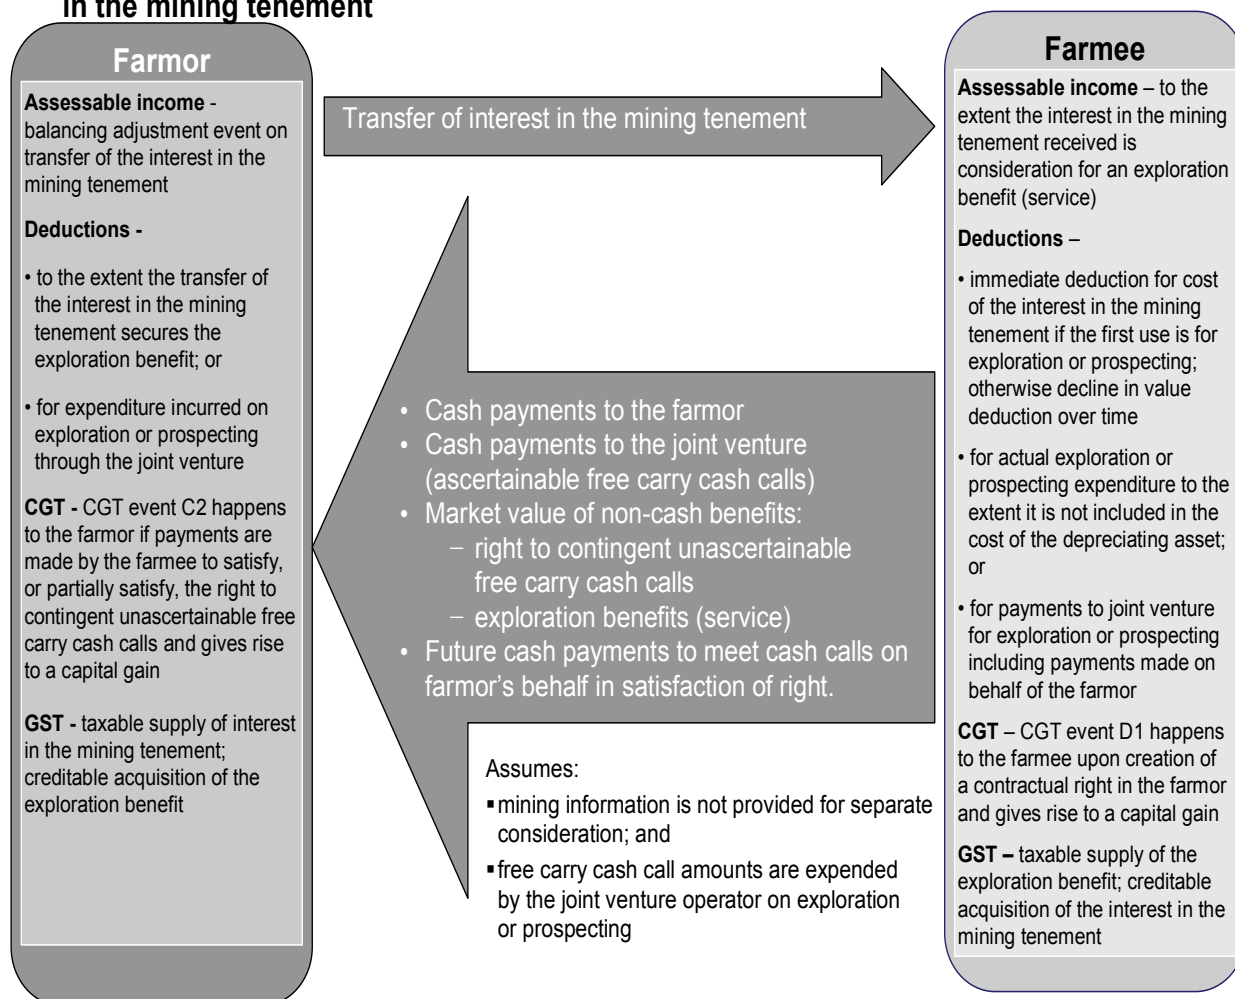 in the mining tenement
Farmor
Assessable income -
balancing adjustment event on
transfer of the interest in the
mining tenement
Deductions -
• to the extent the transfer of
the interest in the mining
tenement secures the
exploration benefit; or
• for expenditure incurred on
exploration or prospecting
through the joint venture
CGT - CGT event C2 happens
to the farmor if payments are
made by the farmee to satisfy,
or partially satisfy, the right to
contingent unascertainable free
carry cash calls and gives rise
to a capital gain
GST - taxable supply of interest
in the mining tenement;
creditable acquisition of the
exploration benefit
Transfer of interest in the mining tenement
• Cash payments to the farmor
• Cash payments to the joint venture
(ascertainable free carry cash calls)
• Market value of non-cash benefits:
− right to contingent unascertainable
free carry cash calls
− exploration benefits (service)
• Future cash payments to meet cash calls on
farmor's behalf in satisfaction of right.
Assumes:
▪ mining information is not provided for separate
consideration; and
▪ free carry cash call amounts are expended
by the joint venture operator on exploration
or prospecting
Farmee
Assessable income – to the
extent the interest in the mining
tenement received is
consideration for an exploration
benefit (service)
Deductions –
• immediate deduction for cost
of the interest in the mining
tenement if the first use is for
exploration or prospecting;
otherwise decline in value
deduction over time
• for actual exploration or
prospecting expenditure to the
extent it is not included in the
cost of the depreciating asset;
or
• for payments to joint venture
for exploration or prospecting
including payments made on
behalf of the farmor
CGT – CGT event D1 happens
to the farmee upon creation of
a contractual right in the farmor
and gives rise to a capital gain
GST – taxable supply of the
exploration benefit; creditable
acquisition of the interest in the
mining tenement